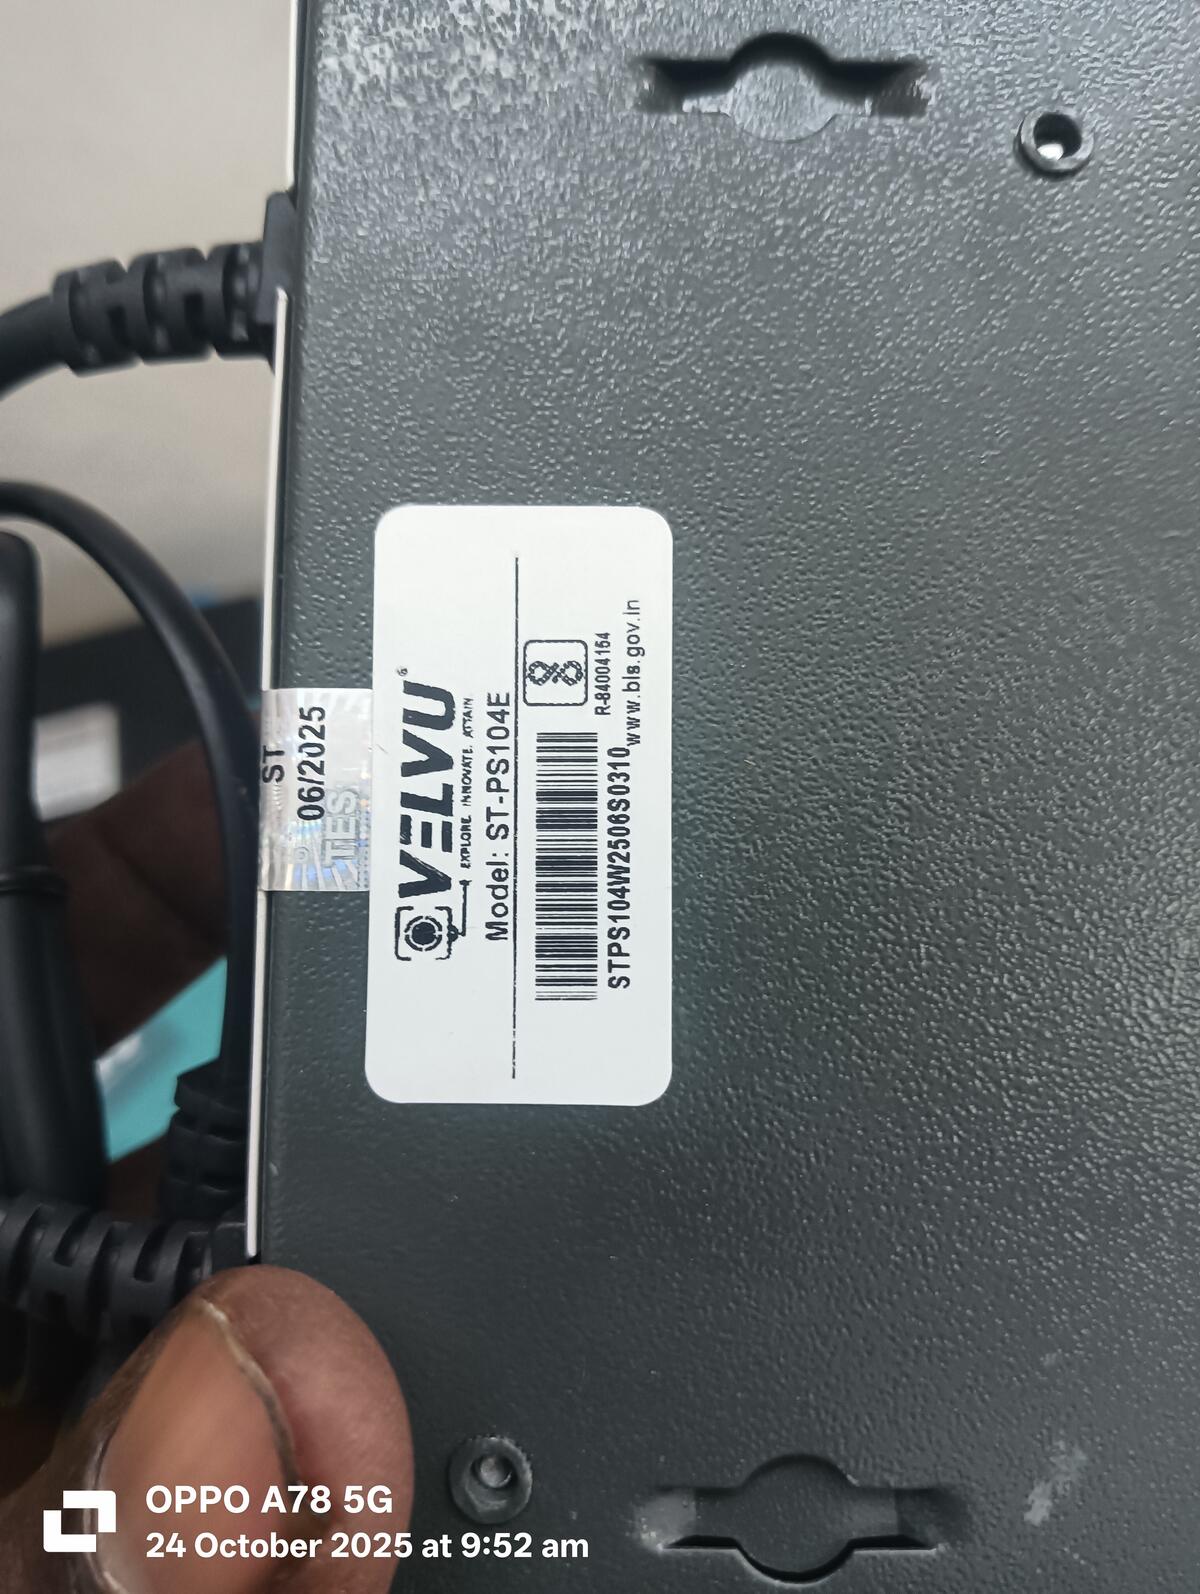 VELVU
EXPLORE. INNOVATE. ATTAIN.
Model: ST-PS104E
STPS104W2506S0310
R-84004164
www.bis.gov.in
ST
06/2025
TES
OPPO A78 5G
24 October 2025 at 9:52 am